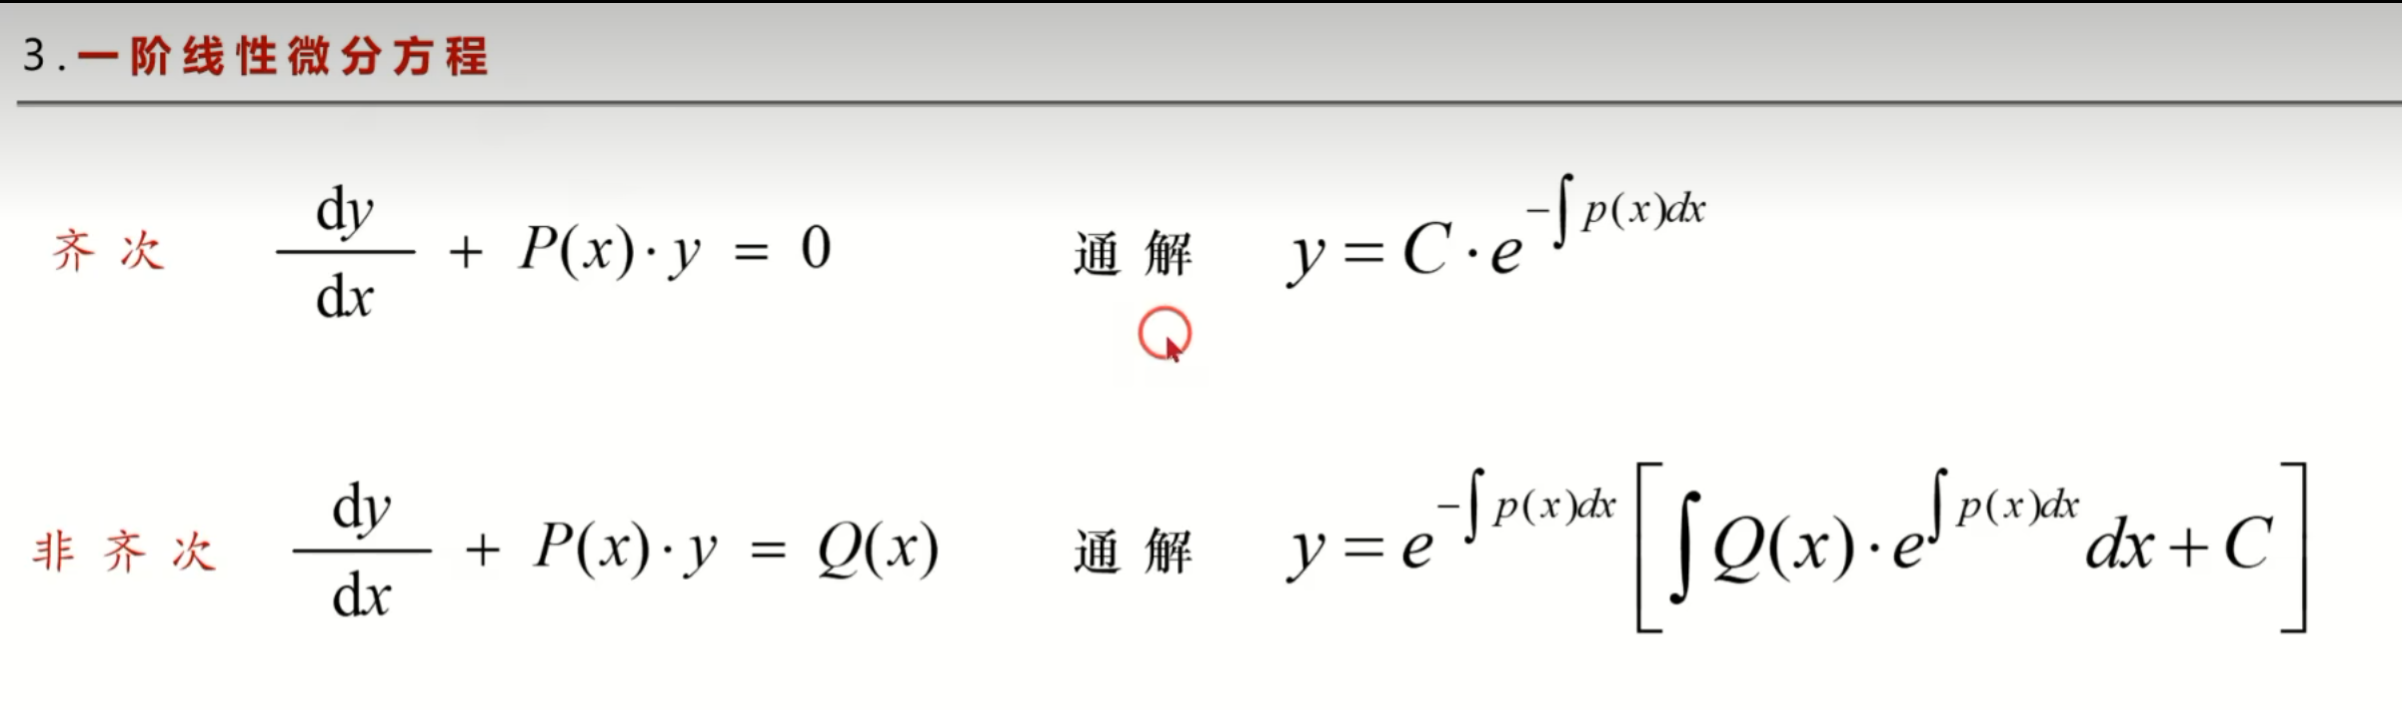 3.一阶线性微分方程
齐次 dy/dx + P(x)·y = 0 通解 y = C·e^{-∫p(x)dx}
非齐次 dy/dx + P(x)·y = Q(x) 通解 y = e^{-∫p(x)dx}[∫Q(x)·e^{∫p(x)dx}dx + C]